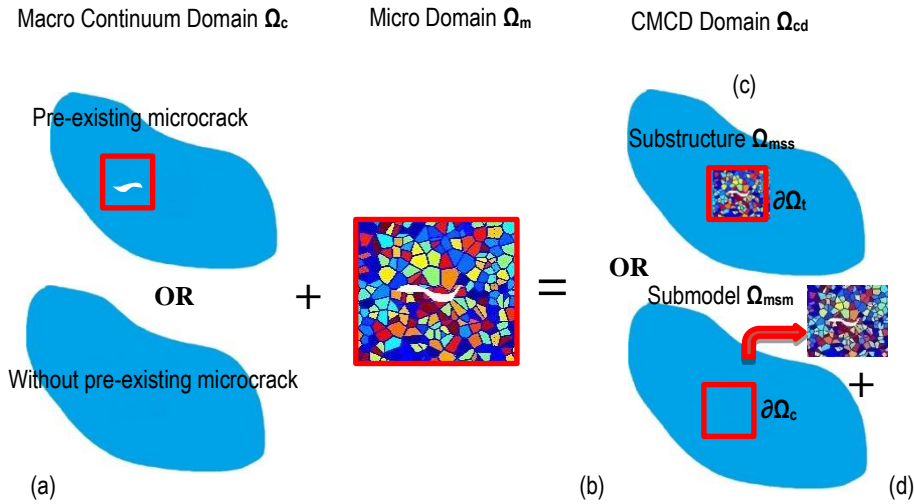 Macro Continuum Domain Ωc
Micro Domain Ωm
CMCD Domain Ωcd
(c)
Pre-existing microcrack
Substructure Ωmss
∂Ωt
OR
+
=
OR
Submodel Ωmsm
Without pre-existing microcrack
+
∂Ωc
(a)
(b)
(d)